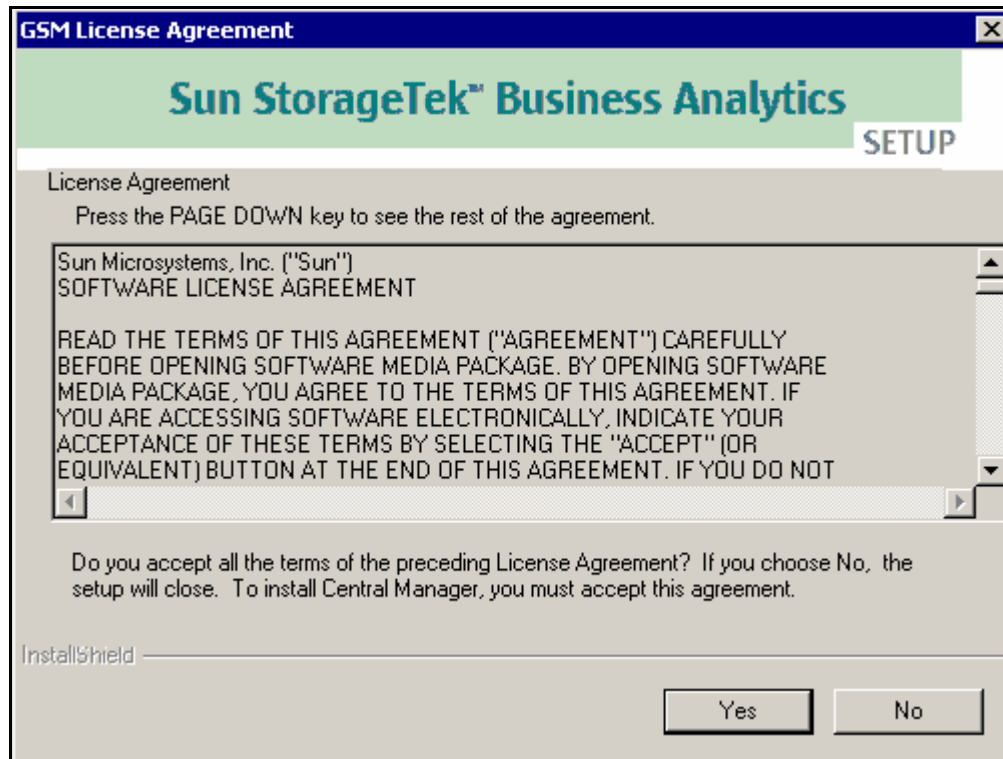 GSM License Agreement
Sun StorageTek™ Business Analytics
SETUP
License Agreement
Press the PAGE DOWN key to see the rest of the agreement.
Sun Microsystems, Inc. ("Sun")
SOFTWARE LICENSE AGREEMENT
READ THE TERMS OF THIS AGREEMENT ("AGREEMENT") CAREFULLY
BEFORE OPENING SOFTWARE MEDIA PACKAGE. BY OPENING SOFTWARE
MEDIA PACKAGE, YOU AGREE TO THE TERMS OF THIS AGREEMENT. IF
YOU ARE ACCESSING SOFTWARE ELECTRONICALLY, INDICATE YOUR
ACCEPTANCE OF THESE TERMS BY SELECTING THE "ACCEPT" (OR
EQUIVALENT) BUTTON AT THE END OF THIS AGREEMENT. IF YOU DO NOT
Do you accept all the terms of the preceding License Agreement? If you choose No, the
setup will close. To install Central Manager, you must accept this agreement.
InstallShield
Yes
No